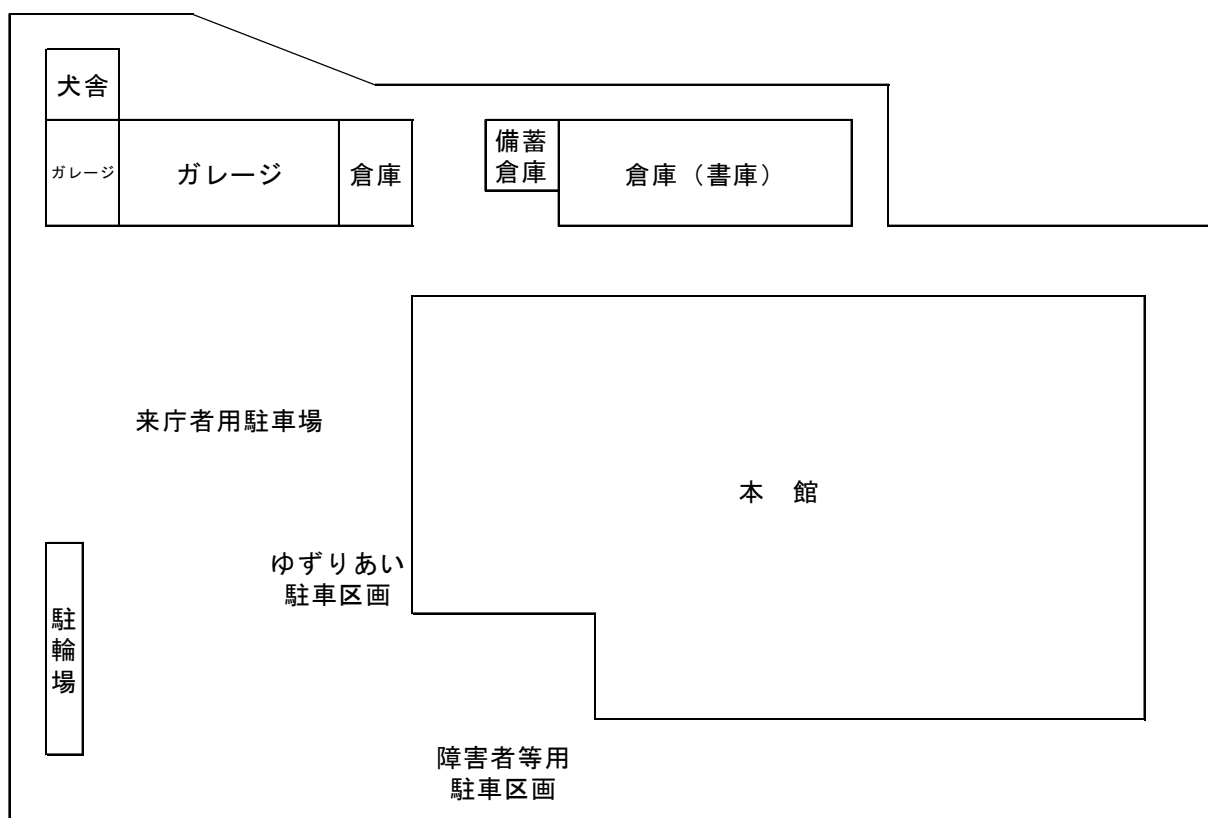 犬舎
ガレージ
ガレージ
倉庫
備蓄
倉庫
倉庫（書庫）
来庁者用駐車場
本　館
ゆずりあい
駐車区画
駐輪場
障害者等用
駐車区画